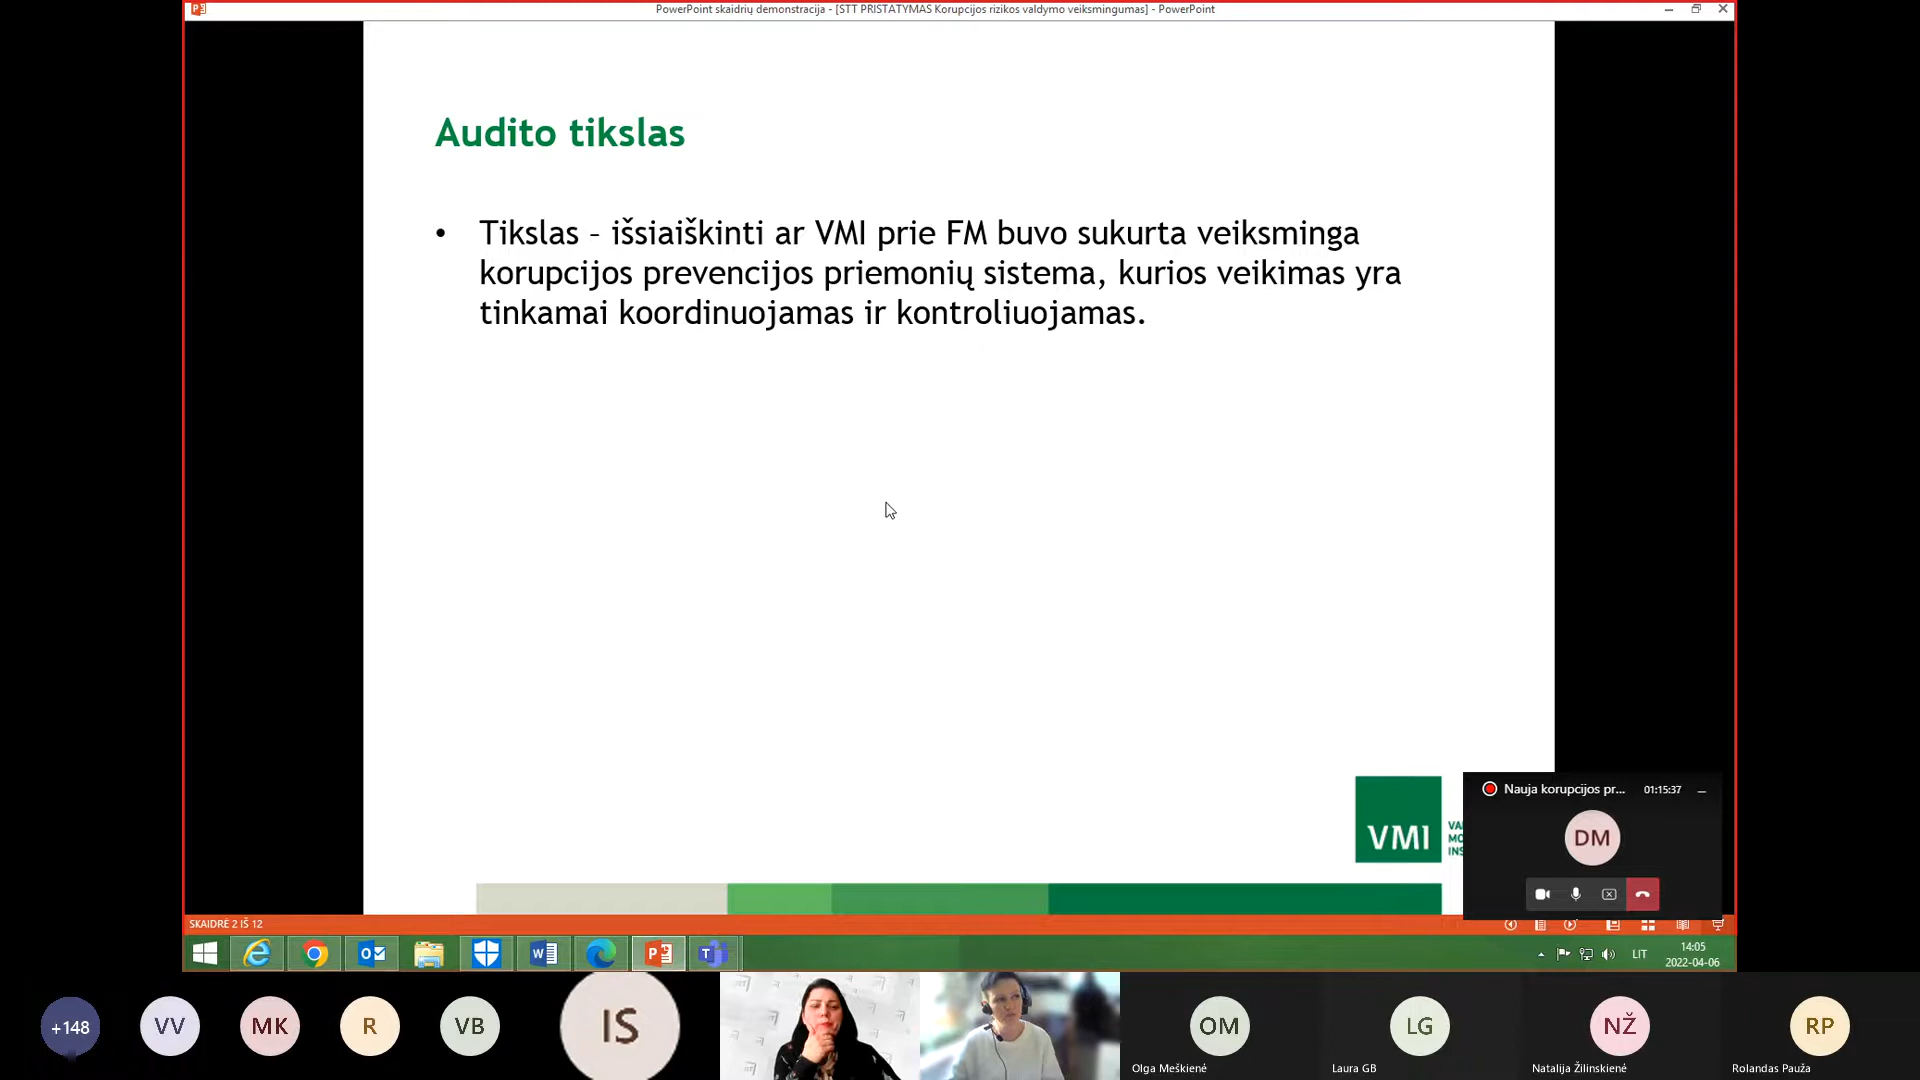 PowerPoint skaidrių demonstracija - [STT PRISTATYMAS Korupcijos rizikos valdymo veiksmingumas] - PowerPoint
Audito tikslas
• Tikslas – išsiaiškinti ar VMI prie FM buvo sukurta veiksminga
korupcijos prevencijos priemonių sistema, kurios veikimas yra
tinkamai koordinuojamas ir kontroliuojamas.
VMI
VA
MO
INS
Nauja korupcijos pr...
01:15:37
DM
SKAIDRĖ 2 IŠ 12
LIT
14:05
2022-04-06
+148
VV
MK
R
VB
IS
OM
LG
NŽ
RP
Olga Meškienė
Laura GB
Natalija Žilinskienė
Rolandas Pauža